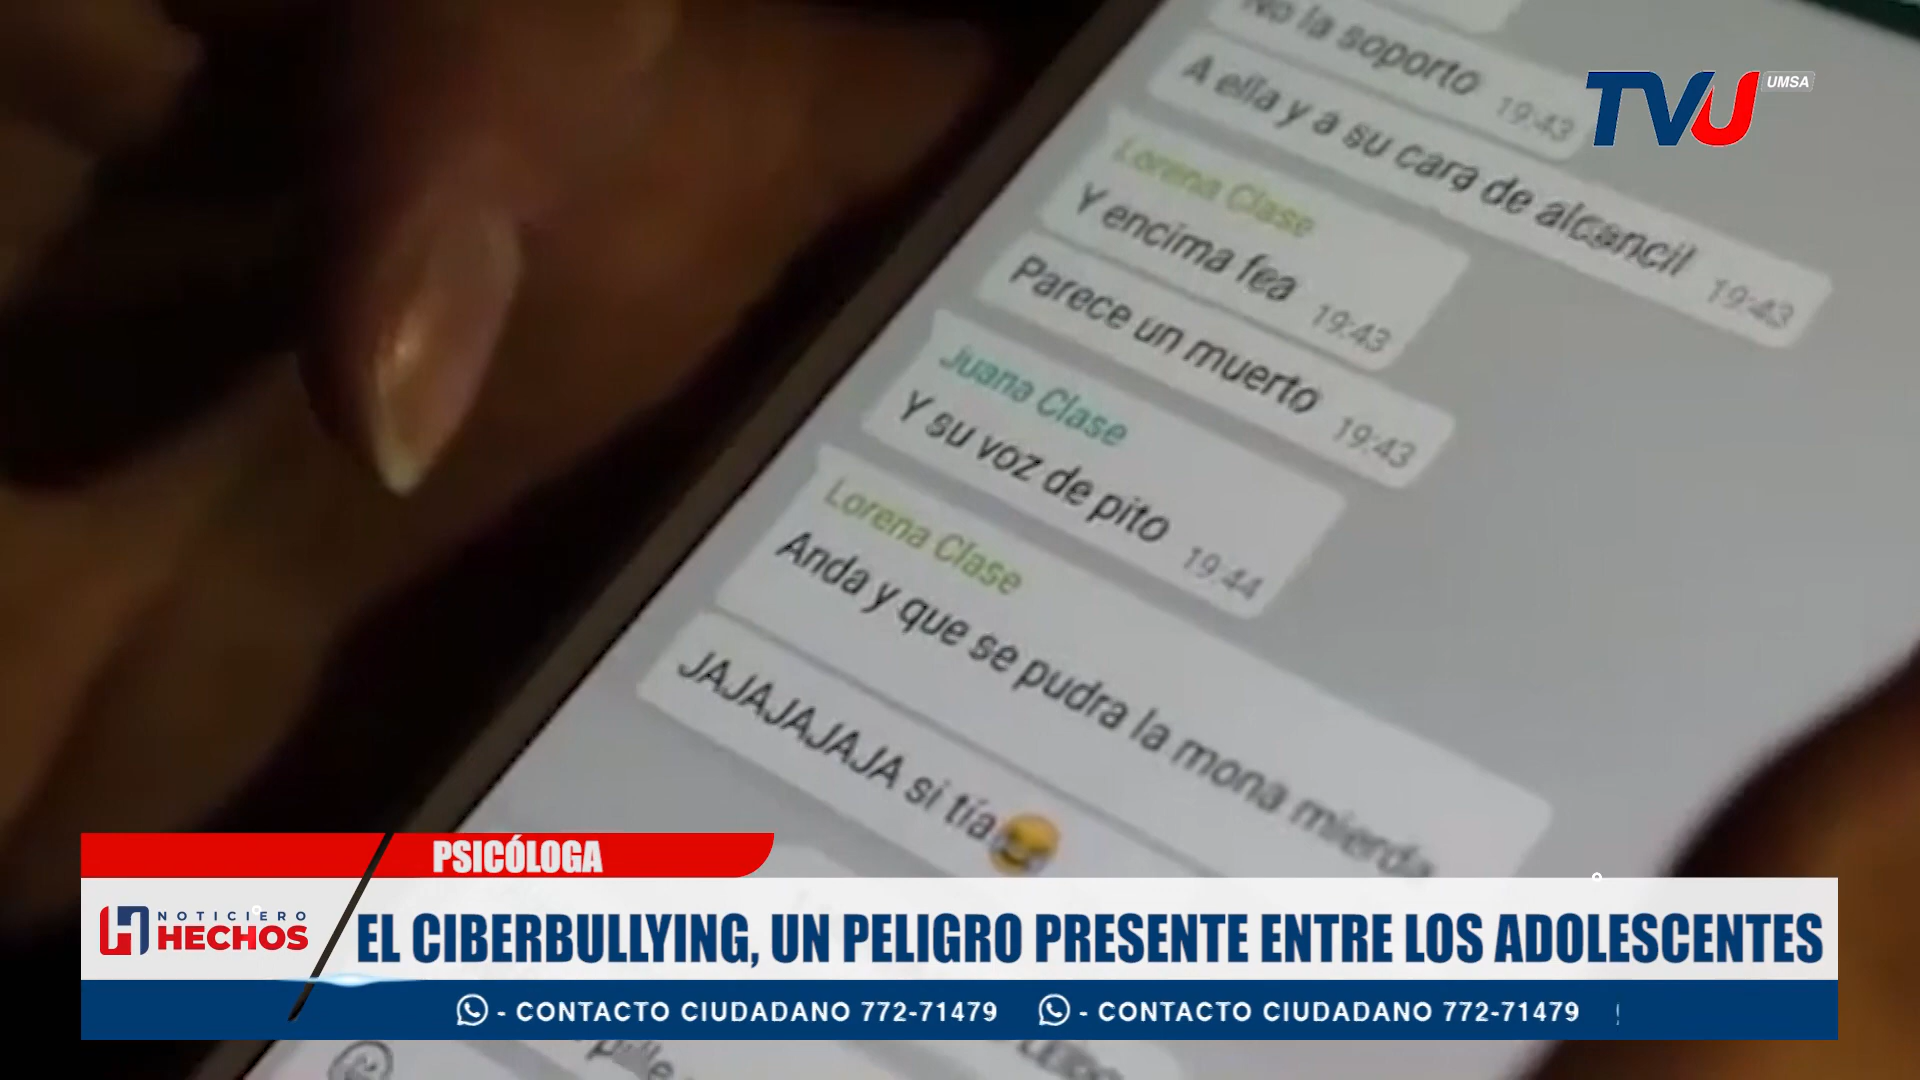 No la soporto 19:43
A ella y a su cara de alcancil 19:43
Lorena Clase
Y encima fea 19:43
Parece un muerto 19:43
Juana Clase
Y su voz de pito 19:44
Lorena Clase
Anda y que se pudra la mona mierda
JAJAJAJAJA sí tía
TVU UMSA
PSICÓLOGA
NOTICIERO
HECHOS
EL CIBERBULLYING, UN PELIGRO PRESENTE ENTRE LOS ADOLESCENTES
- CONTACTO CIUDADANO 772-71479 - CONTACTO CIUDADANO 772-71479